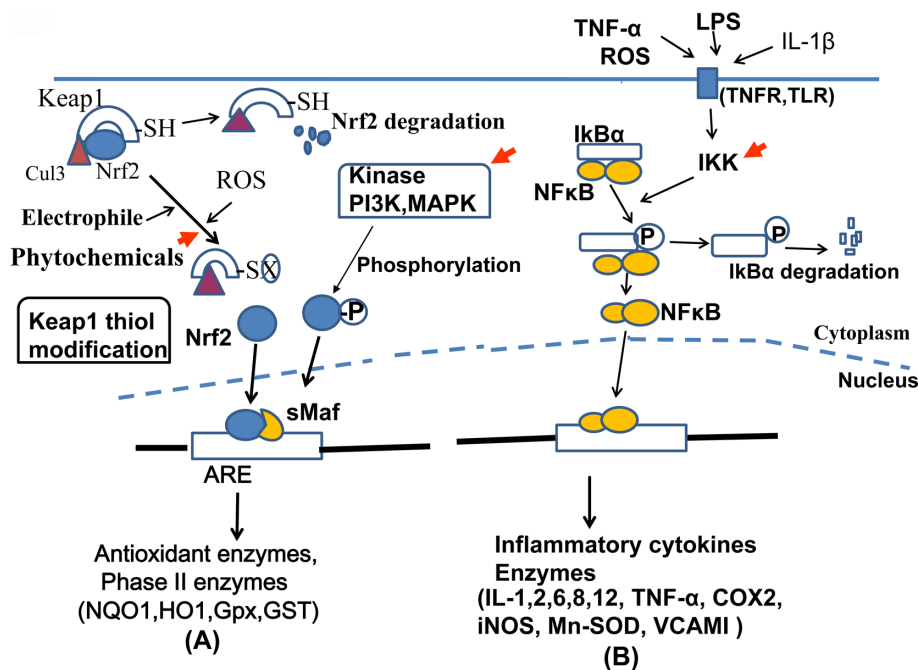 Keap1
-SH
Cul3
Nrf2
-SH
Nrf2 degradation
Electrophile
ROS
Phytochemicals
-SX
Keap1 thiol
modification
Kinase
PI3K,MAPK
Phosphorylation
Nrf2
-P
sMaf
ARE
Antioxidant enzymes,
Phase II enzymes
(NQO1,HO1,Gpx,GST)
(A)
TNF-α
ROS
LPS
IL-1β
(TNFR,TLR)
IkBα
NFκB
IKK
P
P
IkBα degradation
NFκB
Cytoplasm
Nucleus
Inflammatory cytokines
Enzymes
(IL-1,2,6,8,12, TNF-α, COX2,
iNOS, Mn-SOD, VCAMI )
(B)